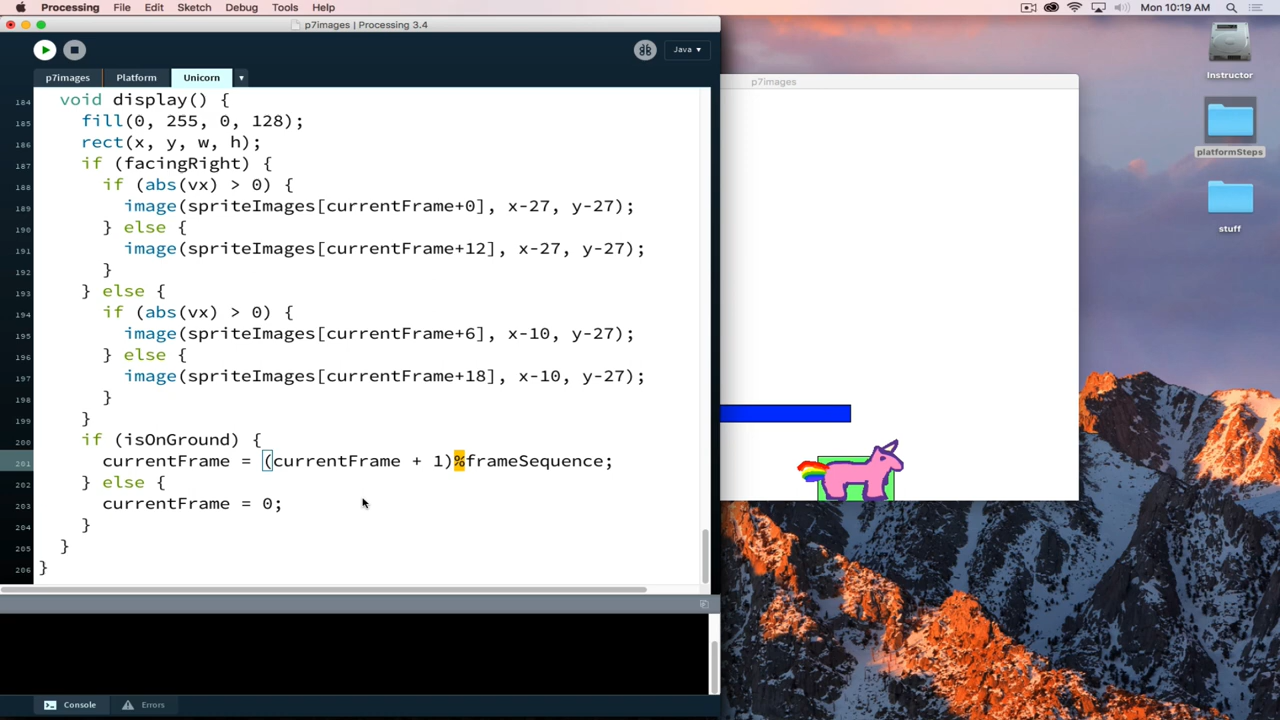 Processing File Edit Sketch Debug Tools Help Mon 10:19 AM
p7images | Processing 3.4
Java ▾
p7images Platform Unicorn ▾
184 void display() {
185 fill(0, 255, 0, 128);
186 rect(x, y, w, h);
187 if (facingRight) {
188 if (abs(vx) > 0) {
189 image(spriteImages[currentFrame+0], x-27, y-27);
190 } else {
191 image(spriteImages[currentFrame+12], x-27, y-27);
192 }
193 } else {
194 if (abs(vx) > 0) {
195 image(spriteImages[currentFrame+6], x-10, y-27);
196 } else {
197 image(spriteImages[currentFrame+18], x-10, y-27);
198 }
199 }
200 if (isOnGround) {
201 currentFrame = (currentFrame + 1)%frameSequence;
202 } else {
203 currentFrame = 0;
204 }
205 }
206 }
Console Errors
p7images
Instructor
platformSteps
stuff